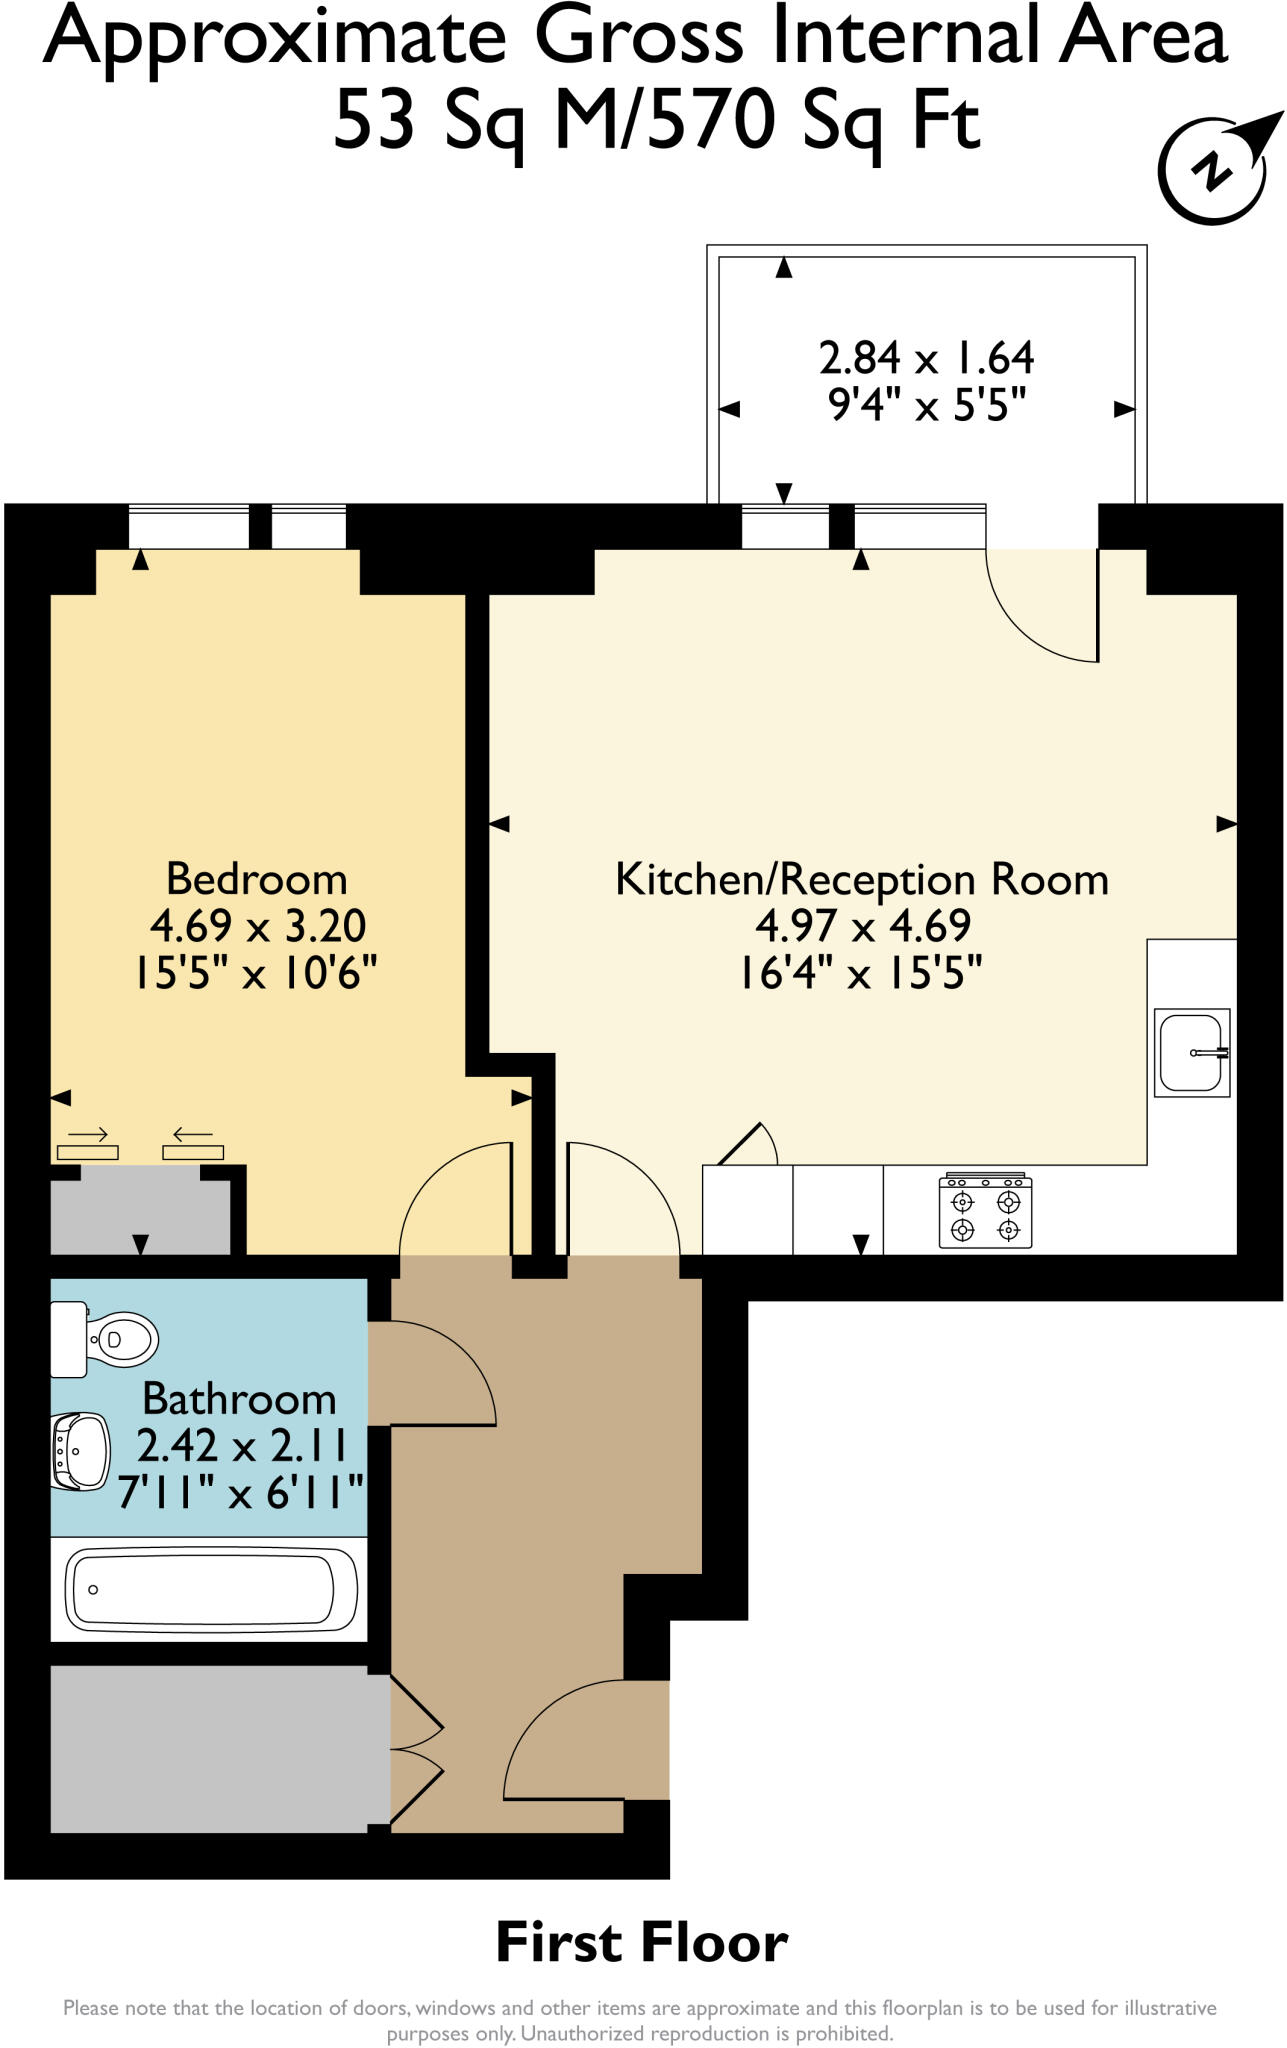 Approximate Gross Internal Area
53 Sq M/570 Sq Ft
N
2.84 x 1.64
9'4" x 5'5"
Bedroom
4.69 x 3.20
15'5" x 10'6"
Kitchen/Reception Room
4.97 x 4.69
16'4" x 15'5"
Bathroom
2.42 x 2.11
7'11" x 6'11"
First Floor
Please note that the location of doors, windows and other items are approximate and this floorplan is to be used for illustrative
purposes only. Unauthorized reproduction is prohibited.